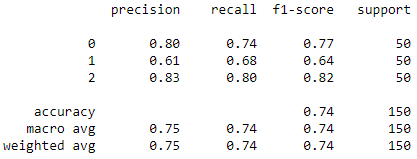 precision recall f1-score support
0 0.80 0.74 0.77 50
1 0.61 0.68 0.64 50
2 0.83 0.80 0.82 50
accuracy 0.74 150
macro avg 0.75 0.74 0.74 150
weighted avg 0.75 0.74 0.74 150